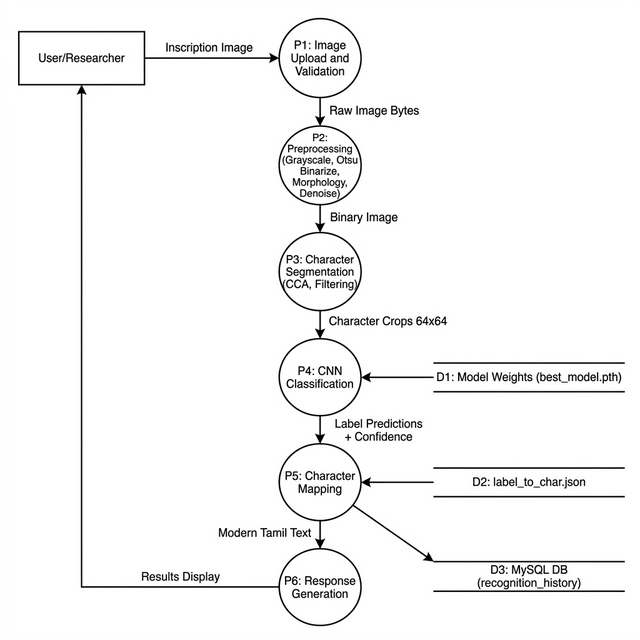 User/Researcher
Inscription Image
P1: Image
Upload and
Validation
Raw Image Bytes
P2:
Preprocessing
(Grayscale, Otsu
Binarize,
Morphology,
Denoise)
Binary Image
P3: Character
Segmentation
(CCA, Filtering)
Character Crops 64x64
P4: CNN
Classification
D1: Model Weights (best_model.pth)
Label Predictions
+ Confidence
P5: Character
Mapping
D2: label_to_char.json
Modern Tamil Text
D3: MySQL DB
(recognition_history)
P6: Response
Generation
Results Display